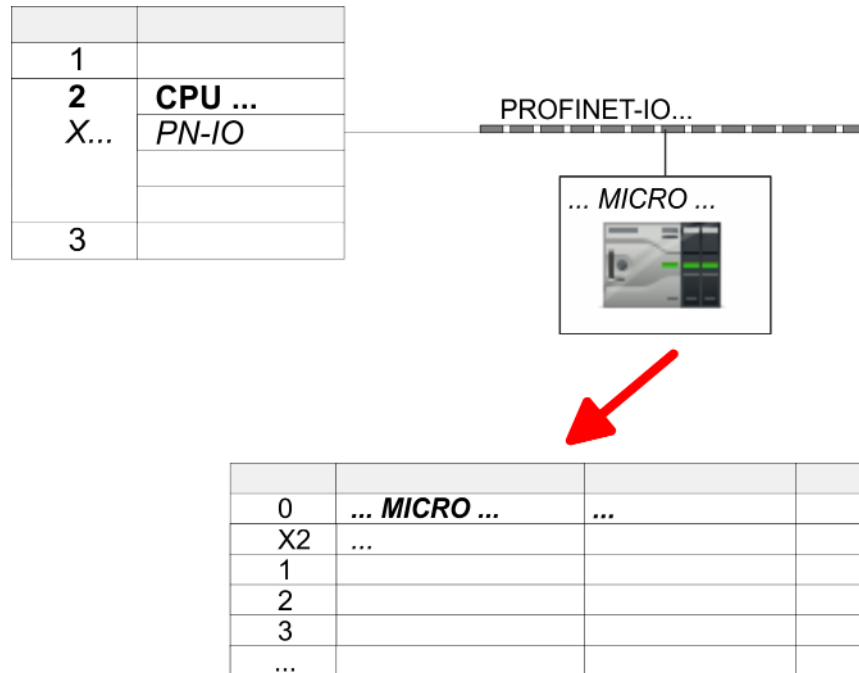 1
2 CPU ...
X... PN-IO
3
PROFINET-IO...
... MICRO ...
0 ... MICRO ... ...
X2 ...
1
2
3
...